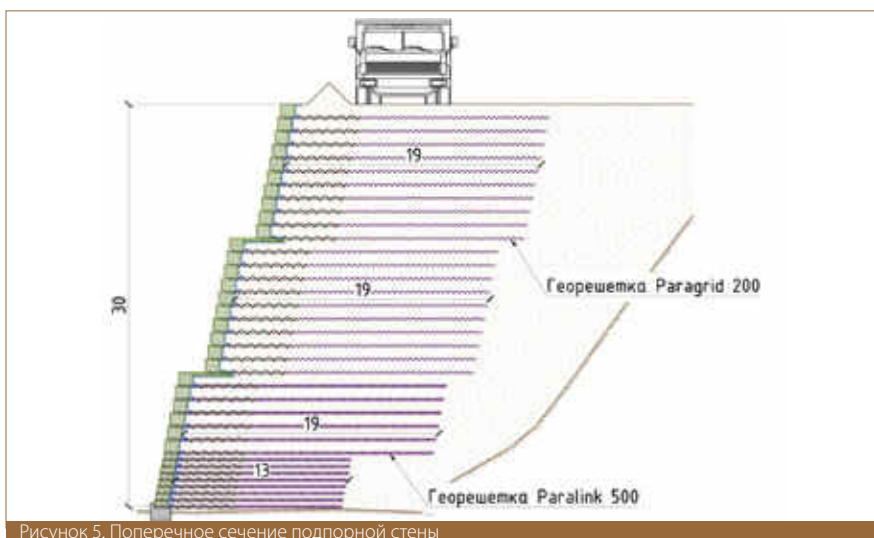 19
30
19
Георешетка Paragrid 200
19
13
Георешетка Paralink 500
Рисунок 5. Поперечное сечение подпорной стены